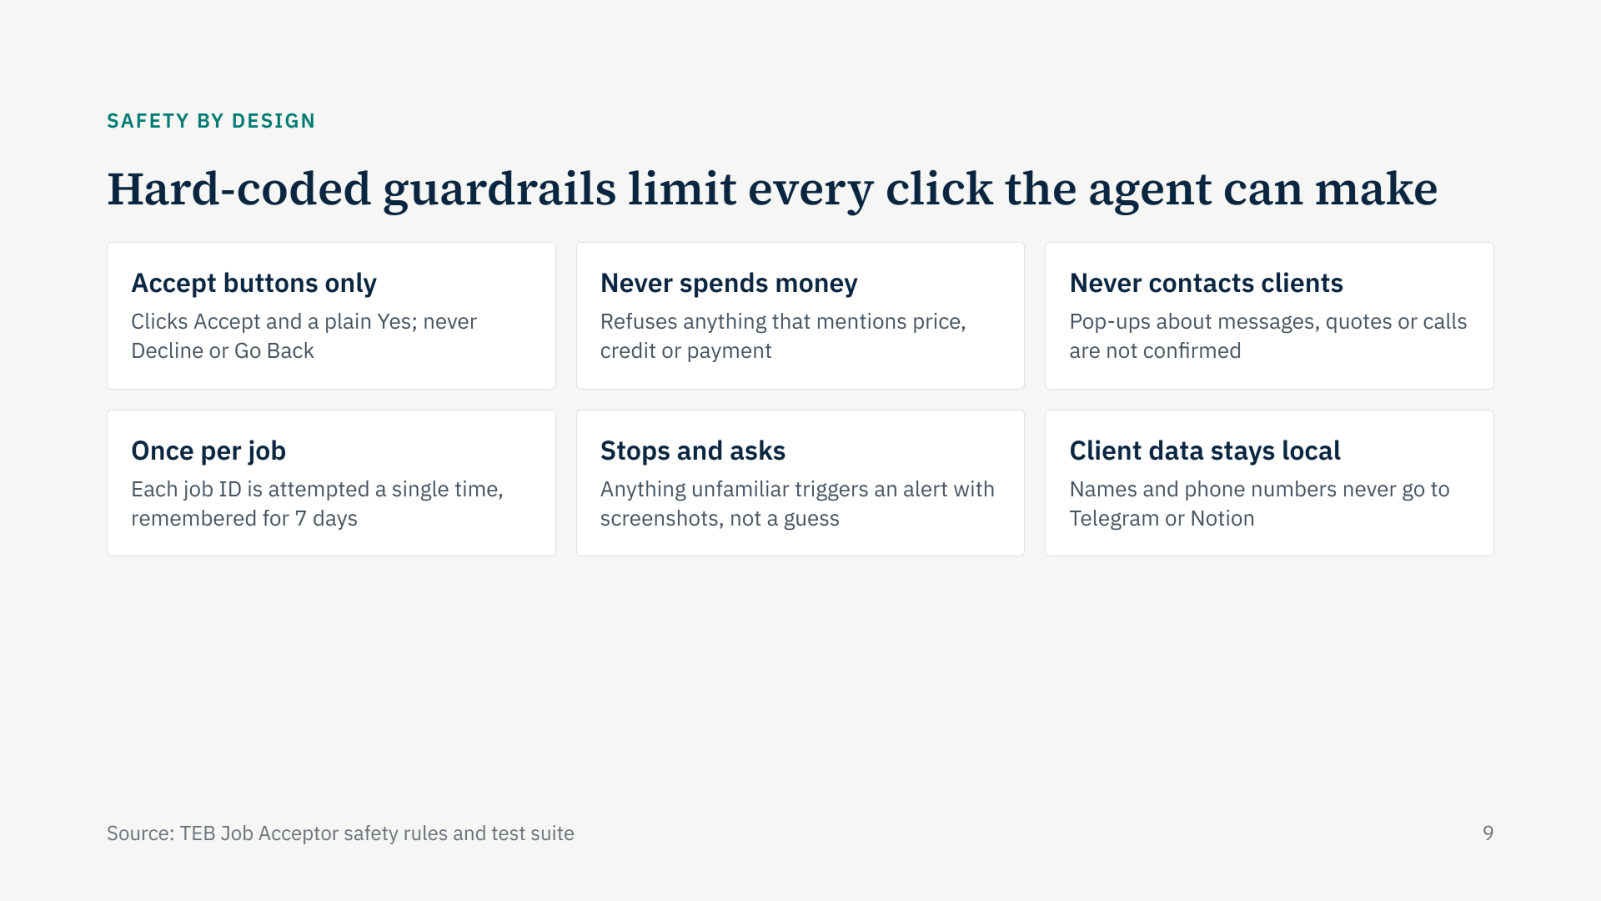 SAFETY BY DESIGN
Hard-coded guardrails limit every click the agent can make
Accept buttons only
Clicks Accept and a plain Yes; never
Decline or Go Back
Never spends money
Refuses anything that mentions price,
credit or payment
Never contacts clients
Pop-ups about messages, quotes or calls
are not confirmed
Once per job
Each job ID is attempted a single time,
remembered for 7 days
Stops and asks
Anything unfamiliar triggers an alert with
screenshots, not a guess
Client data stays local
Names and phone numbers never go to
Telegram or Notion
Source: TEB Job Acceptor safety rules and test suite
9